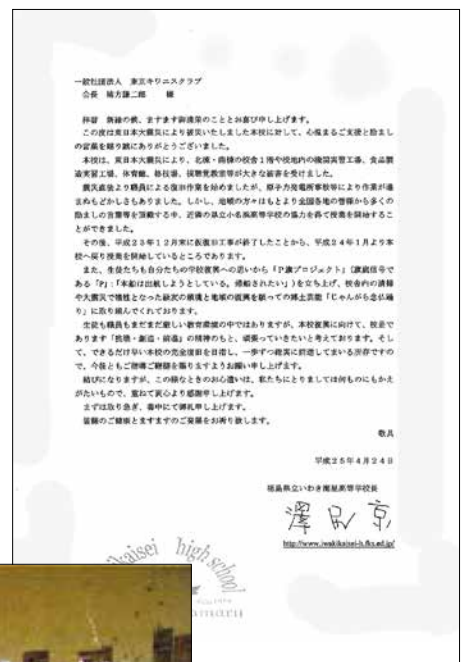 一般社団法人　東京キワニスクラブ
会長　緒方謙二郎　様
拝啓　新緑の候、ますます御清栄のこととお喜び申し上げます。
この度は東日本大震災により被災いたしました本校に対して、心温まるご支援と励まし
の言葉を賜り誠にありがとうございました。
本校は、東日本大震災により、北棟・南棟の校舎1階や校地内の機関実習工場、食品製
造実習工場、体育館、格技場、視聴覚教室等が大きな被害を受けました。
震災直後より職員による復旧作業を始めましたが、原子力発電所事故等により作業が進
まぬもどかしさもありました。しかし、地域の方々はもとより全国各地の皆様から多くの
励ましの言葉等を頂戴する中、近隣の県立小名浜高等学校の協力を得て授業を開始するこ
とができました。
その後、平成23年12月末に仮復旧工事が終了したことから、平成24年1月より本
校へ戻り授業を開始しているところであります。
また、生徒たちも自分たちの学校復興への思いから「P旗プロジェクト」（旗旒信号で
ある「P」：「本船は出航しようとしている。帰船されたい」）を立ち上げ、校舎内の清掃
や大震災で犠牲となった級友の鎮魂と地域の復興を願っての郷土芸能「じゃんがら念仏踊
り」に取り組んでくれております。
生徒も職員もまだまだ厳しい教育環境の中ではありますが、本校復興に向けて、校是で
あります「挑戦・創造・前進」の精神のもと、頑張っていきたいと考えております。そし
て、できるだけ早い本校の完全復旧を目指し、一歩ずつ確実に前進してまいる所存ですの
で、今後ともご指導ご鞭撻を賜りますようお願い申し上げます。
結びになりますが、この様なときのお心遣いは、私たちにとりましては何ものにもかえ
がたいもので、重ねて衷心より感謝申し上げます。
まずは取り急ぎ、書中にて御礼申し上げます。
皆様のご健康とますますのご発展をお祈り致します。
敬具
平成25年4月24日
福島県立いわき海星高等学校長
澤 京
http://www.iwakikaisei-h.fks.ed.jp/
kaisei high school